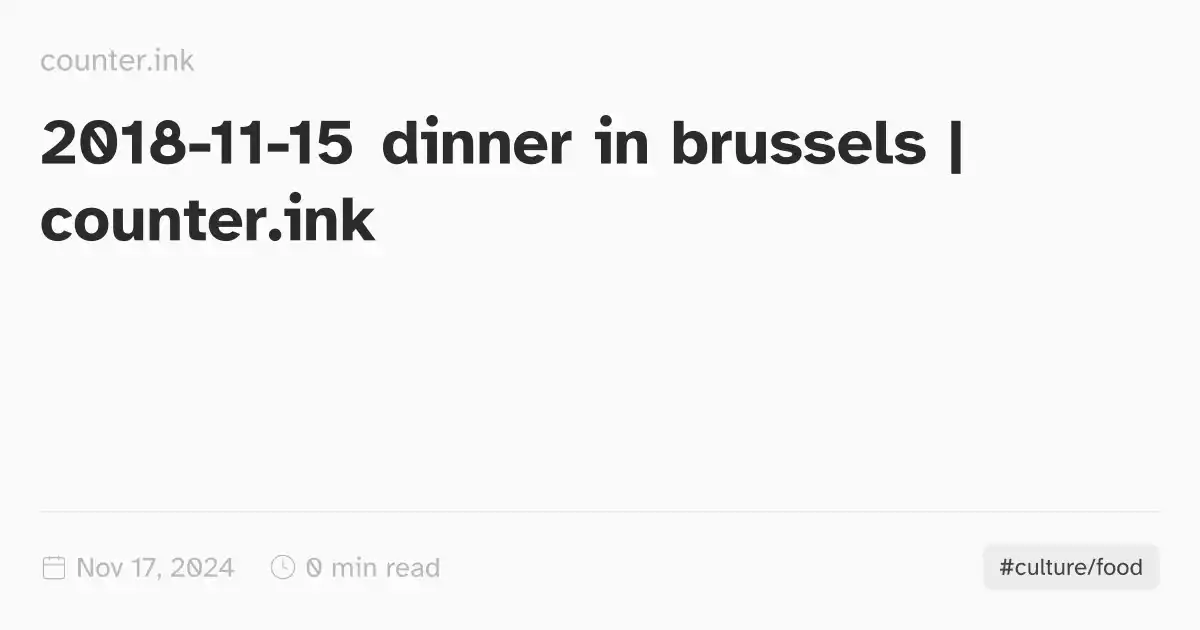 counter.ink
2018-11-15 dinner in brussels |
counter.ink
Nov 17, 2024 0 min read #culture/food